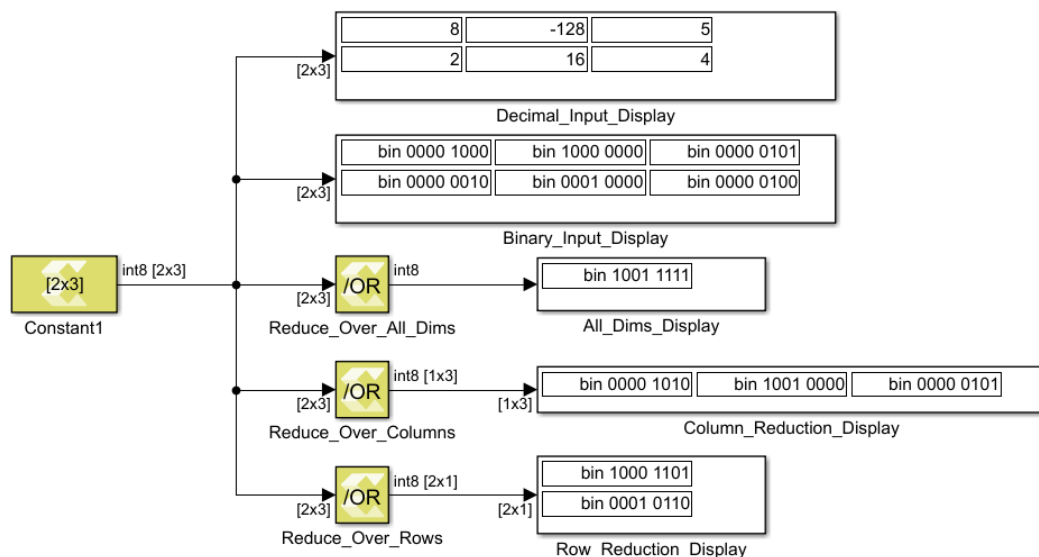 8 -128 5
[2x3] 2 16 4
Decimal_Input_Display
bin 0000 1000 bin 1000 0000 bin 0000 0101
[2x3] bin 0000 0010 bin 0001 0000 bin 0000 0100
Binary_Input_Display
[2x3] int8 [2x3]
Constant1
/OR int8 bin 1001 1111
[2x3]
Reduce_Over_All_Dims All_Dims_Display
/OR int8 [1x3] bin 0000 1010 bin 1001 0000 bin 0000 0101
[2x3] [1x3]
Reduce_Over_Columns Column_Reduction_Display
/OR int8 [2x1] bin 1000 1101
[2x3] [2x1] bin 0001 0110
Reduce_Over_Rows Row_Reduction_Display